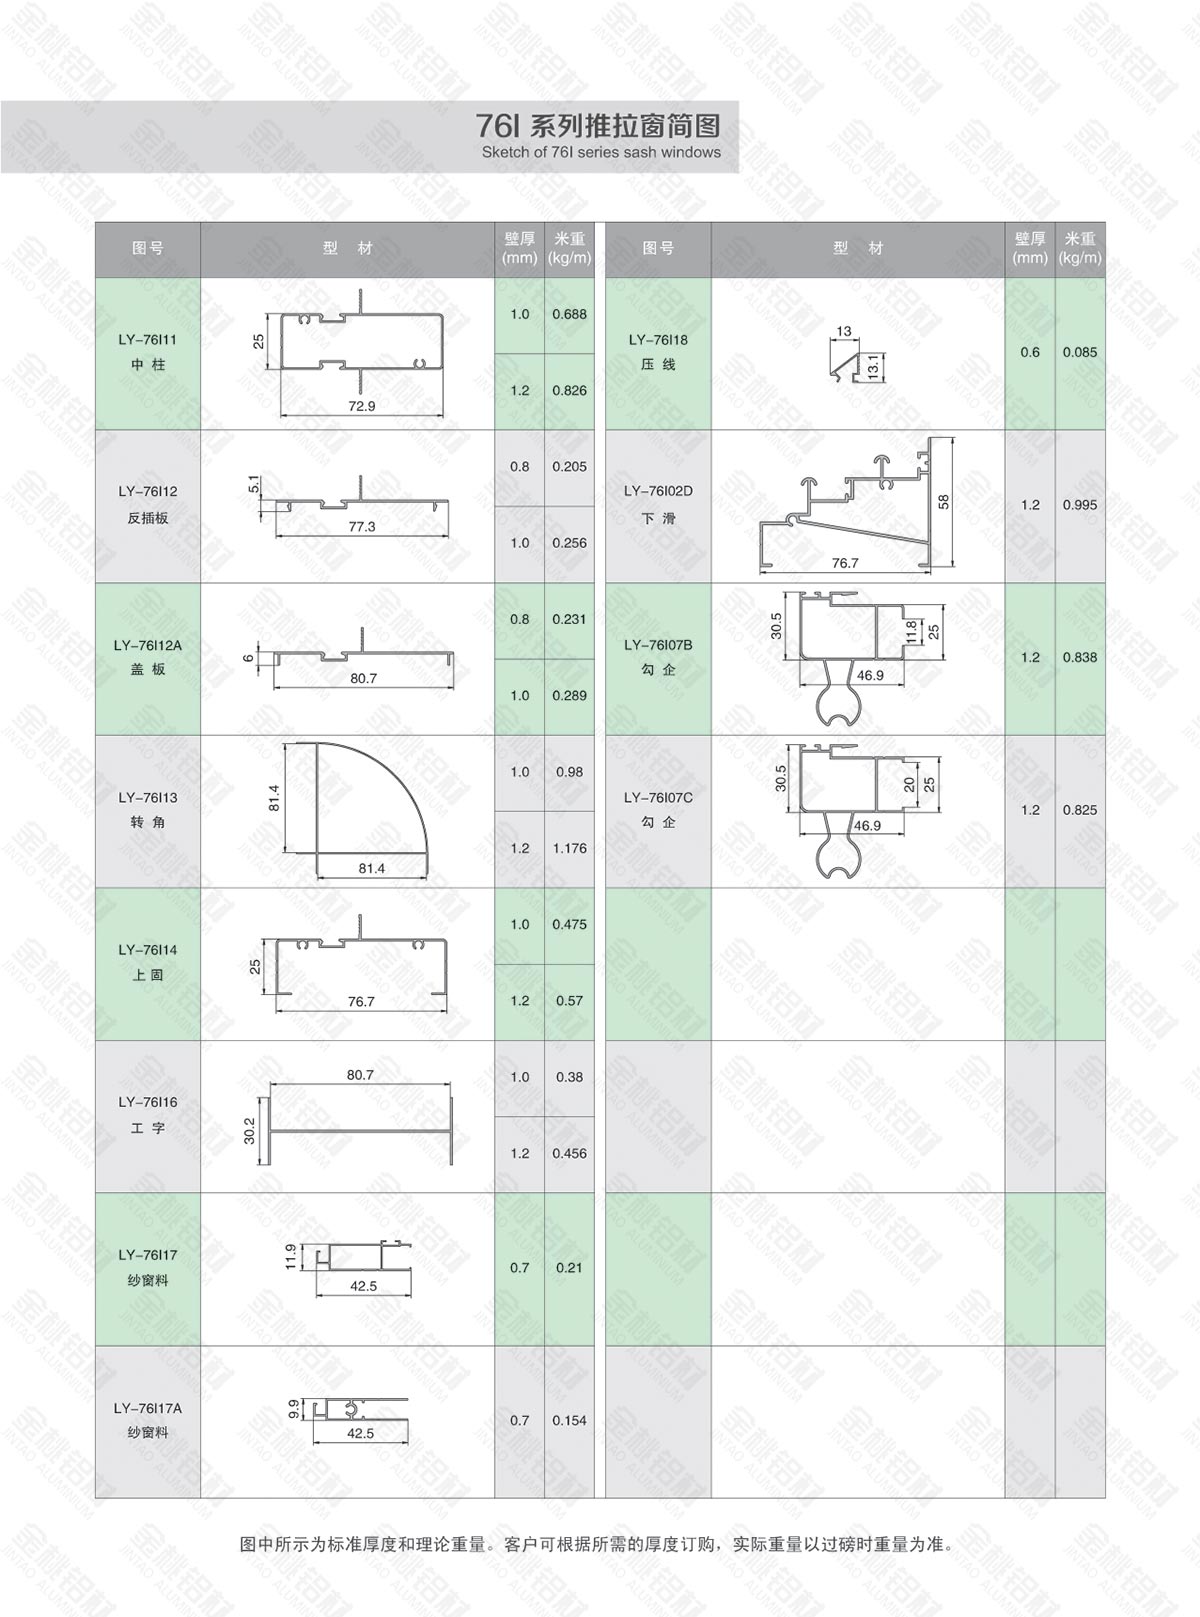 76I 系列推拉窗简图
Sketch of 76I series sash windows
图号 型 材 壁厚(mm) 米重(kg/m) 图号 型 材 壁厚(mm) 米重(kg/m)
LY-76I11
中 柱
25
72.9
1.0 0.688
1.2 0.826
LY-76I12
反插板
5.1
77.3
0.8 0.205
1.0 0.256
LY-76I12A
盖 板
6
80.7
0.8 0.231
1.0 0.289
LY-76I13
转 角
81.4
81.4
1.0 0.98
1.2 1.176
LY-76I14
上 固
25
76.7
1.0 0.475
1.2 0.57
LY-76I16
工 字
80.7
30.2
1.0 0.38
1.2 0.456
LY-76I17
纱窗料
11.9
42.5
0.7 0.21
LY-76I17A
纱窗料
9.9
42.5
0.7 0.154
LY-76I18
压 线
13
13.1
0.6 0.085
LY-76I02D
下 滑
58
76.7
1.2 0.995
LY-76I07B
勾 企
30.5
11.8
25
46.9
1.2 0.838
LY-76I07C
勾 企
30.5
20
25
46.9
1.2 0.825
图中所示为标准厚度和理论重量。客户可根据所需的厚度订购，实际重量以过磅时重量为准。
金桃铝材
JINTAO ALUMINIUM